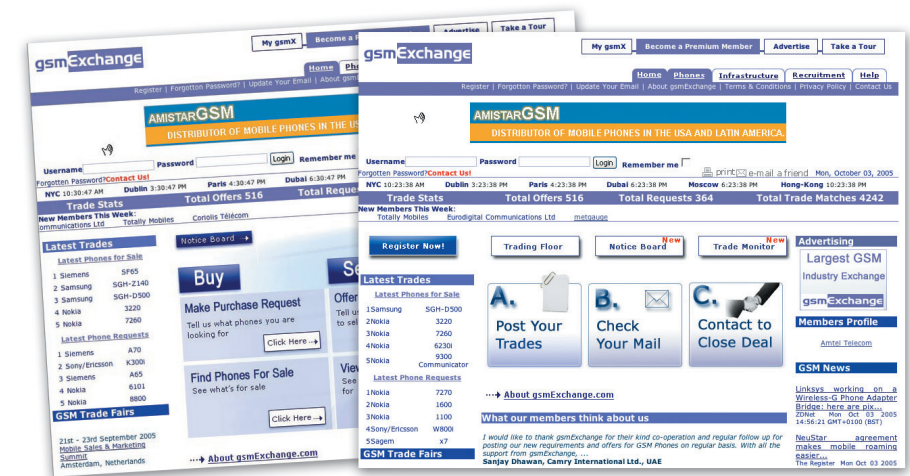 My gsmX
Become a
Advertise
Take a Tour
gsmExchange
Home
Register | Forgotton Password? | Update Your Email | About
AMISTARGSM
DISTRIBUTOR OF MOBILE PHONES IN THE
Username
Password
Login
Remember me
Forgotten Password?Contact Us!
NYC 10:30:47 AM
Dublin 3:30:47 PM
Paris 4:30:47 PM
Dubai 6:30:47 PM
Trade Stats
Total Offers 516
Total
New Members This Week:
ommunications Ltd
Totally Mobiles
Coriolis Télécom
Latest Trades
Latest Phones for Sale
1 Siemens SF65
2 Samsung SGH-Z140
3 Samsung SGH-D500
4 Nokia 3220
5 Nokia 7260
Latest Phone Requests
1 Siemens A70
2 Sony/Ericsson K300i
3 Siemens A65
4 Nokia 6101
5 Nokia 8800
GSM Trade Fairs
21st - 23rd September 2005
Mobile Sales & Marketing
Summit
Amsterdam, Netherlands
Notice Board
Buy
Make Purchase Request
Tell us what phones you are
looking for
Click Here
Find Phones For Sale
See what's for sale
Click Here
About gsmExchange.com
Offer
to sel
See
for
gsmExchange
My gsmX
Become a Premium Member
Advertise
Take a Tour
Home
Phones
Infrastructure
Recruitment
Help
Register | Forgotton Password? | Update Your Email | About gsmExchange | Terms & Conditions | Privacy Policy | Contact Us
AMISTARGSM
DISTRIBUTOR OF MOBILE PHONES IN THE USA AND LATIN AMERICA.
Username
Password
Login
Remember me
Forgotten Password?Contact Us!
print
e-mail a friend
Mon, October 03, 2005
NYC 10:23:38 AM
Dublin 3:23:38 PM
Paris 4:23:38 PM
Dubai 6:23:38 PM
Moscow 6:23:38 PM
Hong-Kong 10:23:38 PM
Trade Stats
Total Offers 516
Total Requests 364
Total Trade Matches 4242
New Members This Week:
Totally Mobiles
Eurodigital Communications Ltd
metgauge
Register Now!
Trading Floor
Notice Board
New
Trade Monitor
New
Latest Trades
Latest Phones for Sale
1Samsung SGH-D500
2Nokia 3220
3Nokia 7260
4Nokia 6230i
5Nokia 9300
Communicator
Latest Phone Requests
1Nokia 7270
2Nokia 1600
3Nokia 1100
4Sony/Ericsson W800i
5Sagem x7
GSM Trade Fairs
A.
Post Your
Trades
B.
Check
Your Mail
C.
Contact to
Close Deal
About gsmExchange.com
What our members think about us
I would like to thank gsmExchange for their kind co-operation and regular follow up for
posting our new requirements and offers for GSM Phones on regular basis. With all the
support from gsmExchange, ...
Sanjay Dhawan, Camry International Ltd., UAE
Advertising
Largest GSM
Industry Exchange
gsmExchange
Members Profile
Amtel Telecom
GSM News
Linksys working on a
Wireless-G Phone Adapter
Bridge: here are pix...
ZDNet Mon Oct 03 2005
14:56:21 GMT+0100 (BST)
NeuStar agreement
makes mobile roaming
easier...
The Register Mon Oct 03 2005